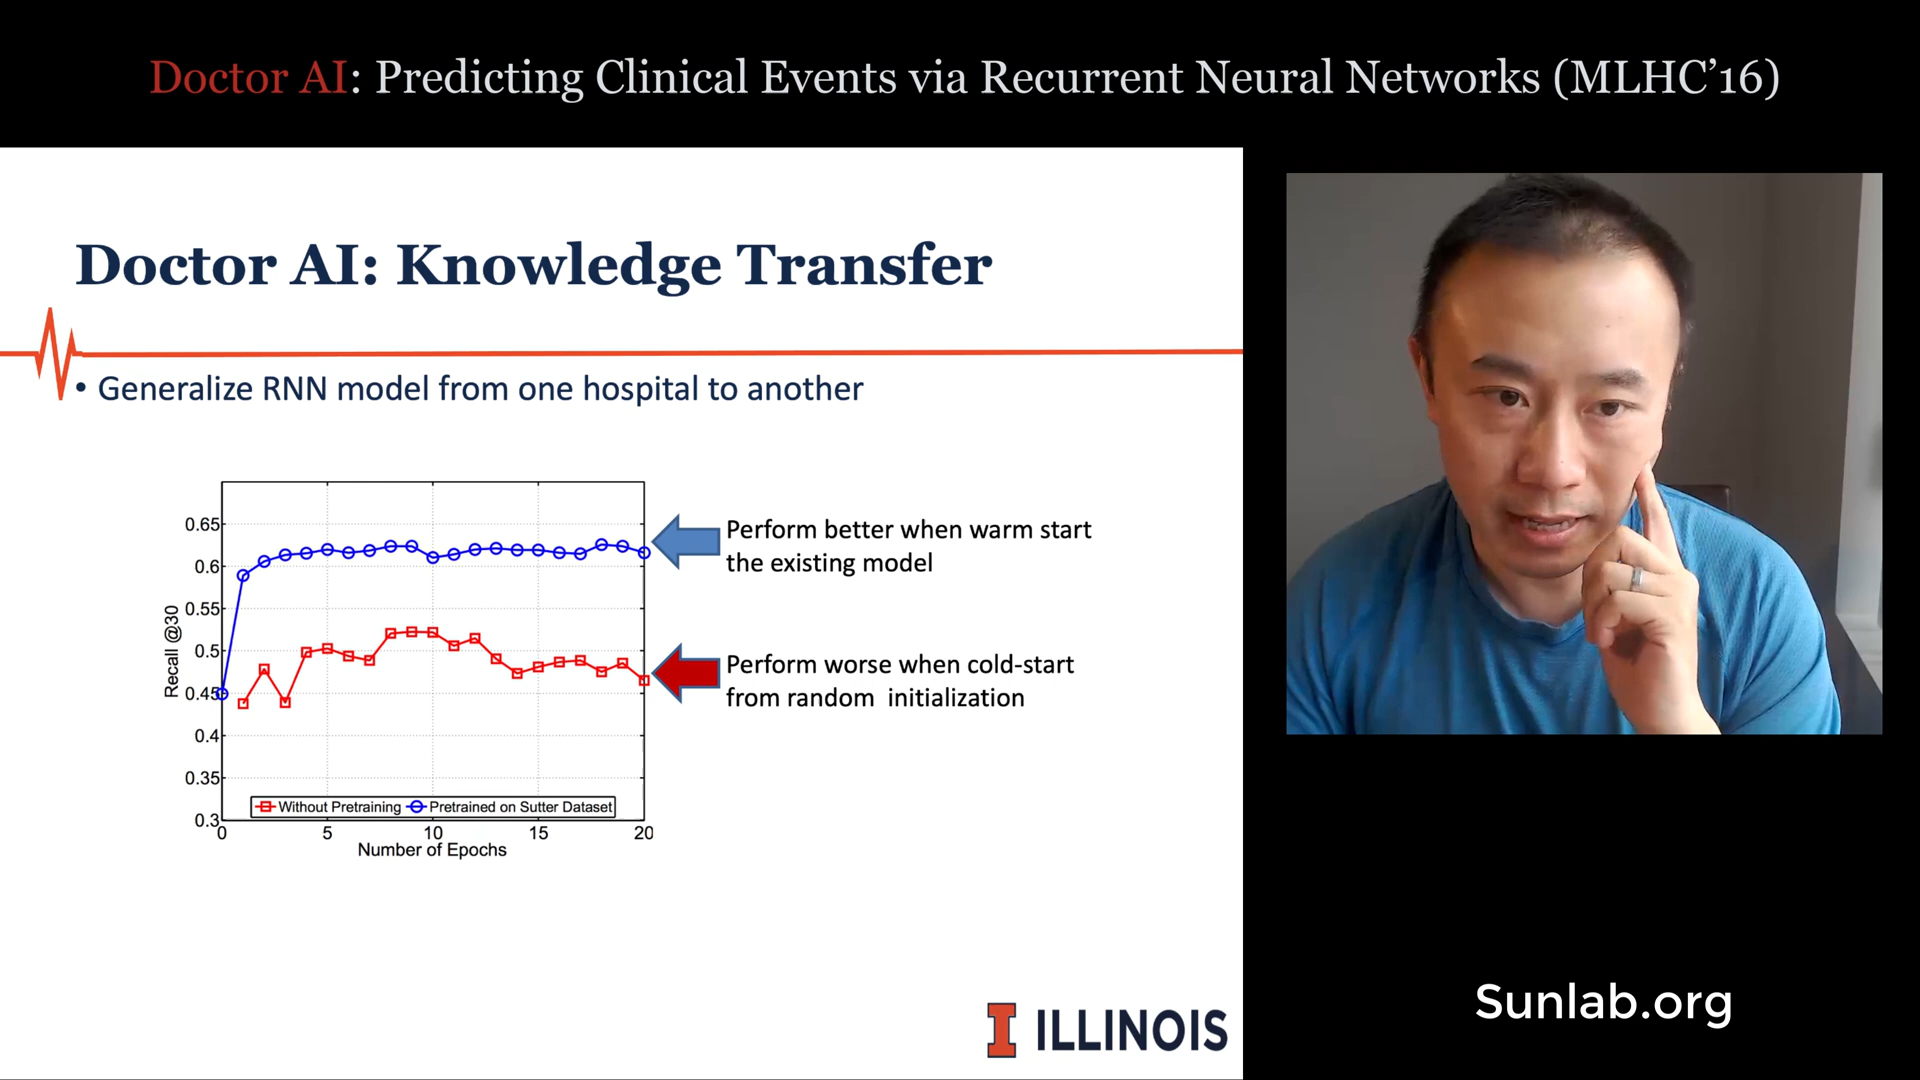 Doctor AI: Predicting Clinical Events via Recurrent Neural Networks (MLHC’16)
Doctor AI: Knowledge Transfer
• Generalize RNN model from one hospital to another
0.65
0.6
0.55
0.5
0.45
0.4
0.35
0.3
Recall @30
Without Pretraining
Pretrained on Sutter Dataset
0 5 10 15 20
Number of Epochs
Perform better when warm start
the existing model
Perform worse when cold-start
from random initialization
I ILLINOIS
Sunlab.org